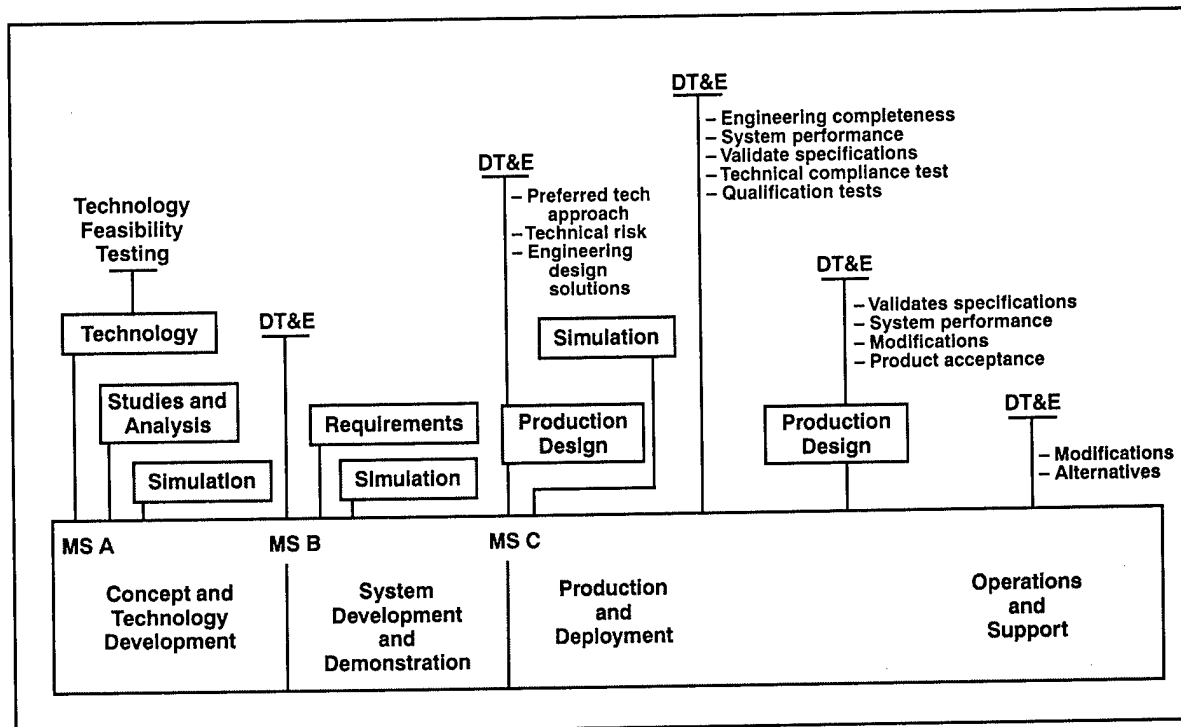 DT&E
– Engineering completeness
– System performance
– Validate specifications
– Technical compliance test
– Qualification tests
DT&E
– Preferred tech
approach
– Technical risk
– Engineering
design
solutions
Technology
Feasibility
Testing
DT&E
– Validates specifications
– System performance
– Modifications
– Product acceptance
Technology
DT&E
Simulation
Studies and
Analysis
Requirements
Production
Design
Production
Design
DT&E
– Modifications
– Alternatives
Simulation
SImulation
MS A
MS B
MS C
Concept and
Technology
Development
System
Development
and
Demonstration
Production
and
Deployment
Operations
and
Support